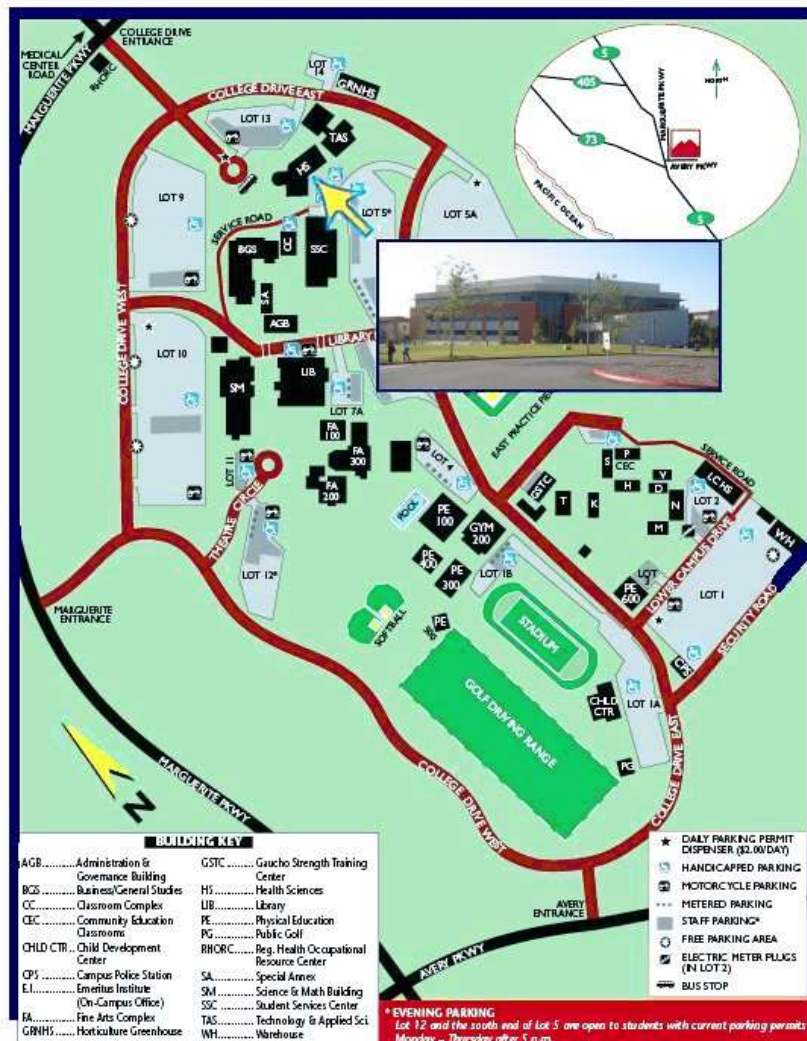 COLLEGE DRIVE
ENTRANCE
MEDICAL
CENTER
ROAD
MARGUERITE PKWY
RHORC
LOT
14
GRNHS
COLLEGE DRIVE EAST
LOT 13
TAS
HS
LOT 9
SERVICE ROAD
LOT 5*
LOT 5A
CC
BGS
SSC
SA
AGB
COLLEGE DRIVE WEST
LIBRARY
LOT 10
SM
LIB
LOT 7A
FA
100
FA
300
FA
200
LOT 11
THEATRE CIRCLE
LOT 12*
LOT 4
POOL
PE
100
GYM
200
PE
400
PE
300
LOT 1B
EAST PRACTICE
GSTC
S
P
CEC
H
V
D
T
K
N
M
LC HS
SERVICE ROAD
LOT 2
WH
LOT
3
PE
600
LOWER CAMPUS DRIVE
LOT 1
SECURITY ROAD
CPS
MARGUERITE
ENTRANCE
SOFTBALL
PE
500
STADIUM
GOLF DRIVING RANGE
CHLD
CTR
LOT 1A
PG
COLLEGE DRIVE EAST
COLLEGE DRIVE WEST
N
MARGUERITE PKWY
AVERY
ENTRANCE
AVERY PKWY
5
405
73
MARGUERITE PKWY
NORTH
AVERY PKWY
PACIFIC OCEAN
5
BUILDING KEY
AGB.......... Administration &
Governance Building
BGS .......... Business/General Studies
CC............ Classroom Complex
CEC .......... Community Education
Classrooms
CHLD CTR.. Child Development
Center
CPS .......... Campus Police Station
E.I............. Emeritus Institute
(On-Campus Office)
FA............. Fine Arts Complex
GRNHS ...... Horticulture Greenhouse
GSTC ........ Gaucho Strength Training
Center
HS ............ Health Sciences
LIB............ Library
PE ............ Physical Education
PG ............ Public Golf
RHORC...... Reg. Health Occupational
Resource Center
SA ............ Special Annex
SM ............ Science & Math Building
SSC .......... Student Services Center
TAS........... Technology & Applied Sci.
WH........... Warehouse
DAILY PARKING PERMIT
DISPENSER ($2.00/DAY)
HANDICAPPED PARKING
MOTORCYCLE PARKING
METERED PARKING
STAFF PARKING*
FREE PARKING AREA
ELECTRIC METER PLUGS
(IN LOT 2)
BUS STOP
* EVENING PARKING
Lot 12 and the south end of Lot 5 are open to students with current parking permits
Monday – Thursday after 5 p.m.